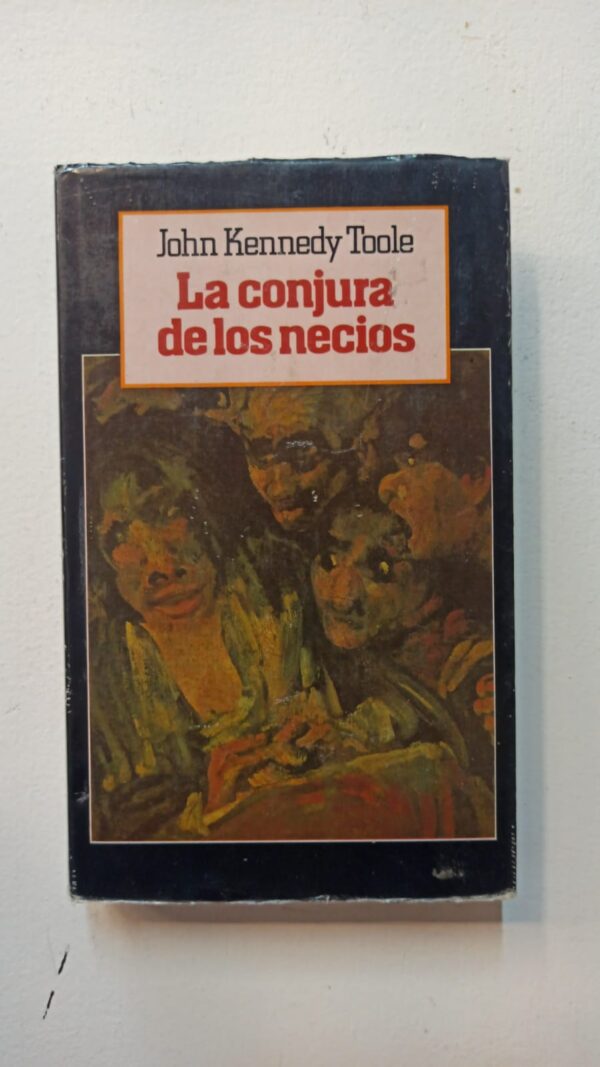 John Kennedy Toole
La conjura
de los necios